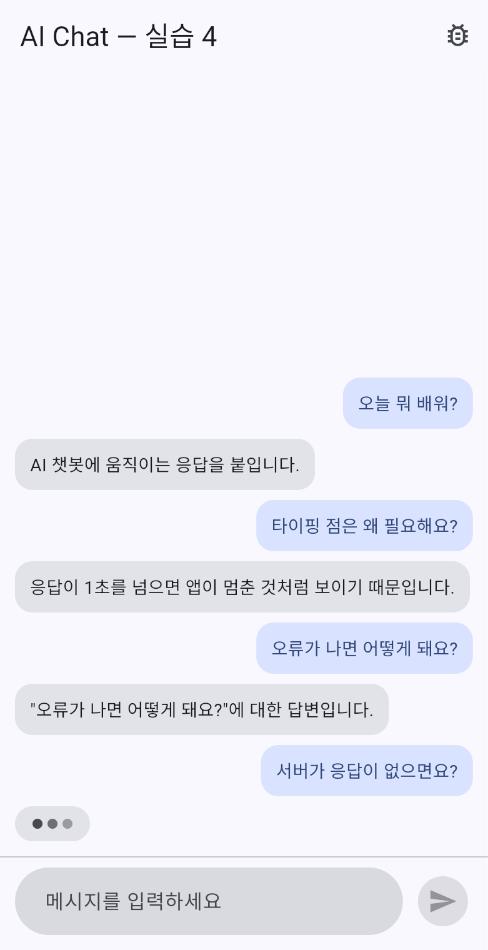 AI Chat — 실습 4
오늘 뭐 배워?
AI 챗봇에 움직이는 응답을 붙입니다.
타이핑 점은 왜 필요해요?
응답이 1초를 넘으면 앱이 멈춘 것처럼 보이기 때문입니다.
오류가 나면 어떻게 돼요?
"오류가 나면 어떻게 돼요?"에 대한 답변입니다.
서버가 응답이 없으면요?
메시지를 입력하세요